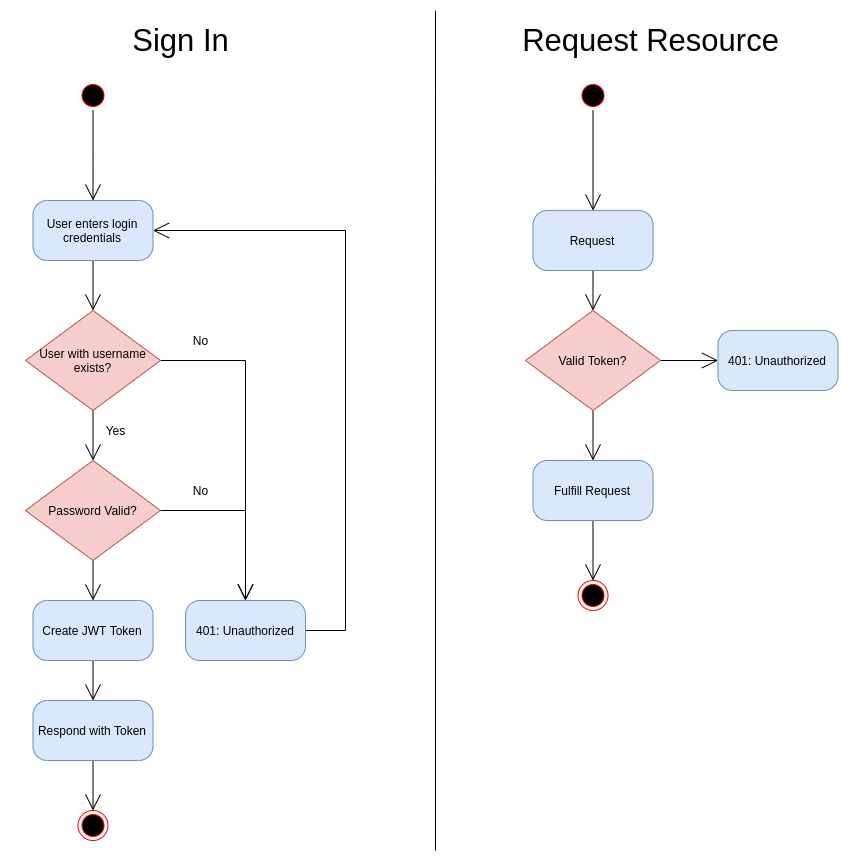 Sign In
User enters login
credentials
User with username
exists?
No
Yes
Password Valid?
No
Create JWT Token
401: Unauthorized
Respond with Token
Request Resource
Request
Valid Token?
401: Unauthorized
Fulfill Request